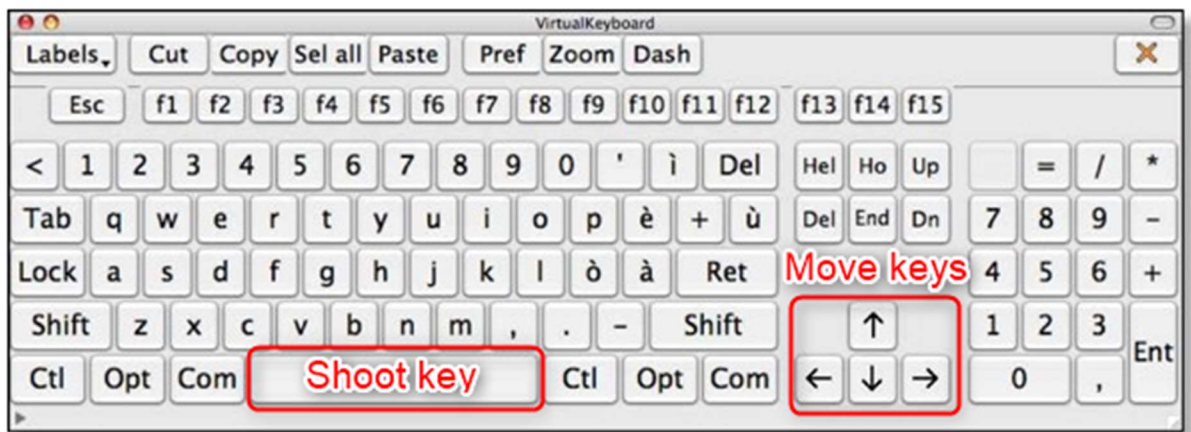 VirtualKeyboard
Labels Cut Copy Sel all Paste Pref Zoom Dash
Esc f1 f2 f3 f4 f5 f6 f7 f8 f9 f10 f11 f12 f13 f14 f15
< 1 2 3 4 5 6 7 8 9 0 ' ì Del Hel Ho Up = / *
Tab q w e r t y u i o p è + ù Del End Dn 7 8 9 -
Lock a s d f g h j k l ò à Ret Move keys 4 5 6 +
Shift z x c v b n m , . - Shift ↑ 1 2 3 Ent
Ctl Opt Com Shoot key Ctl Opt Com ← ↓ → 0 ,